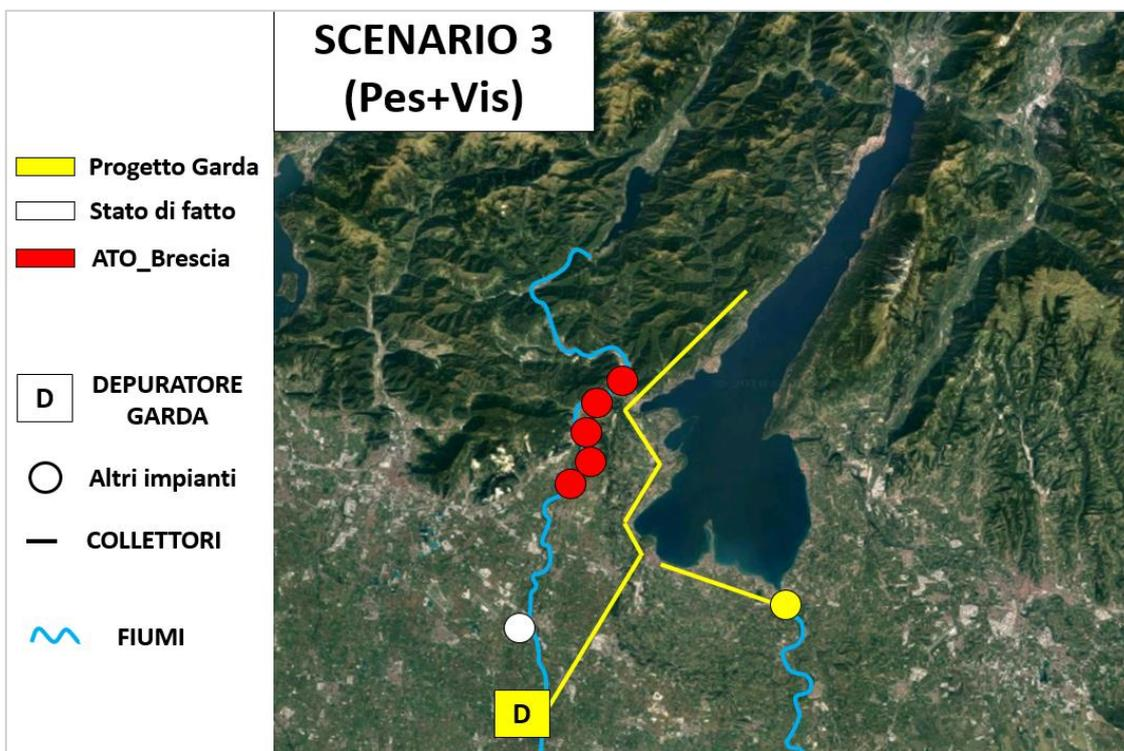 SCENARIO 3
(Pes+Vis)
Progetto Garda
Stato di fatto
ATO_Brescia
D
DEPURATORE
GARDA
Altri impianti
COLLETTORI
FIUMI
D